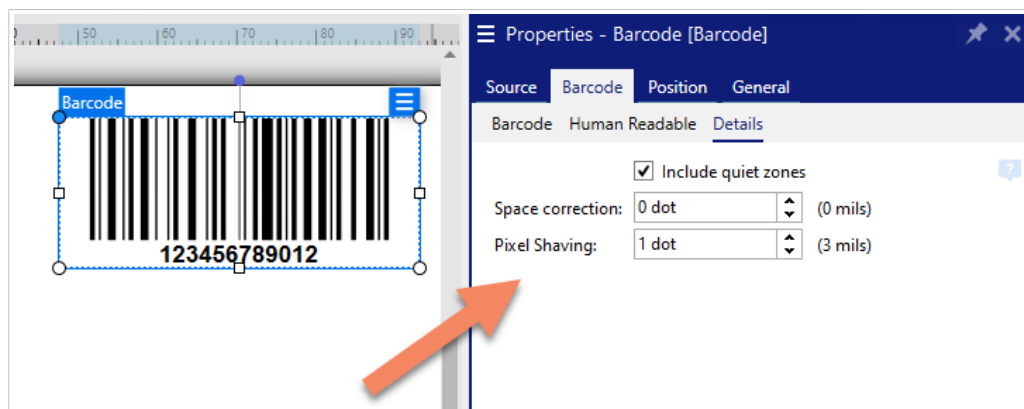 50 60 70 80 90
Barcode
123456789012
Properties - Barcode [Barcode]
Source Barcode Position General
Barcode Human Readable Details
Include quiet zones
?
Space correction: 0 dot (0 mils)
Pixel Shaving: 1 dot (3 mils)